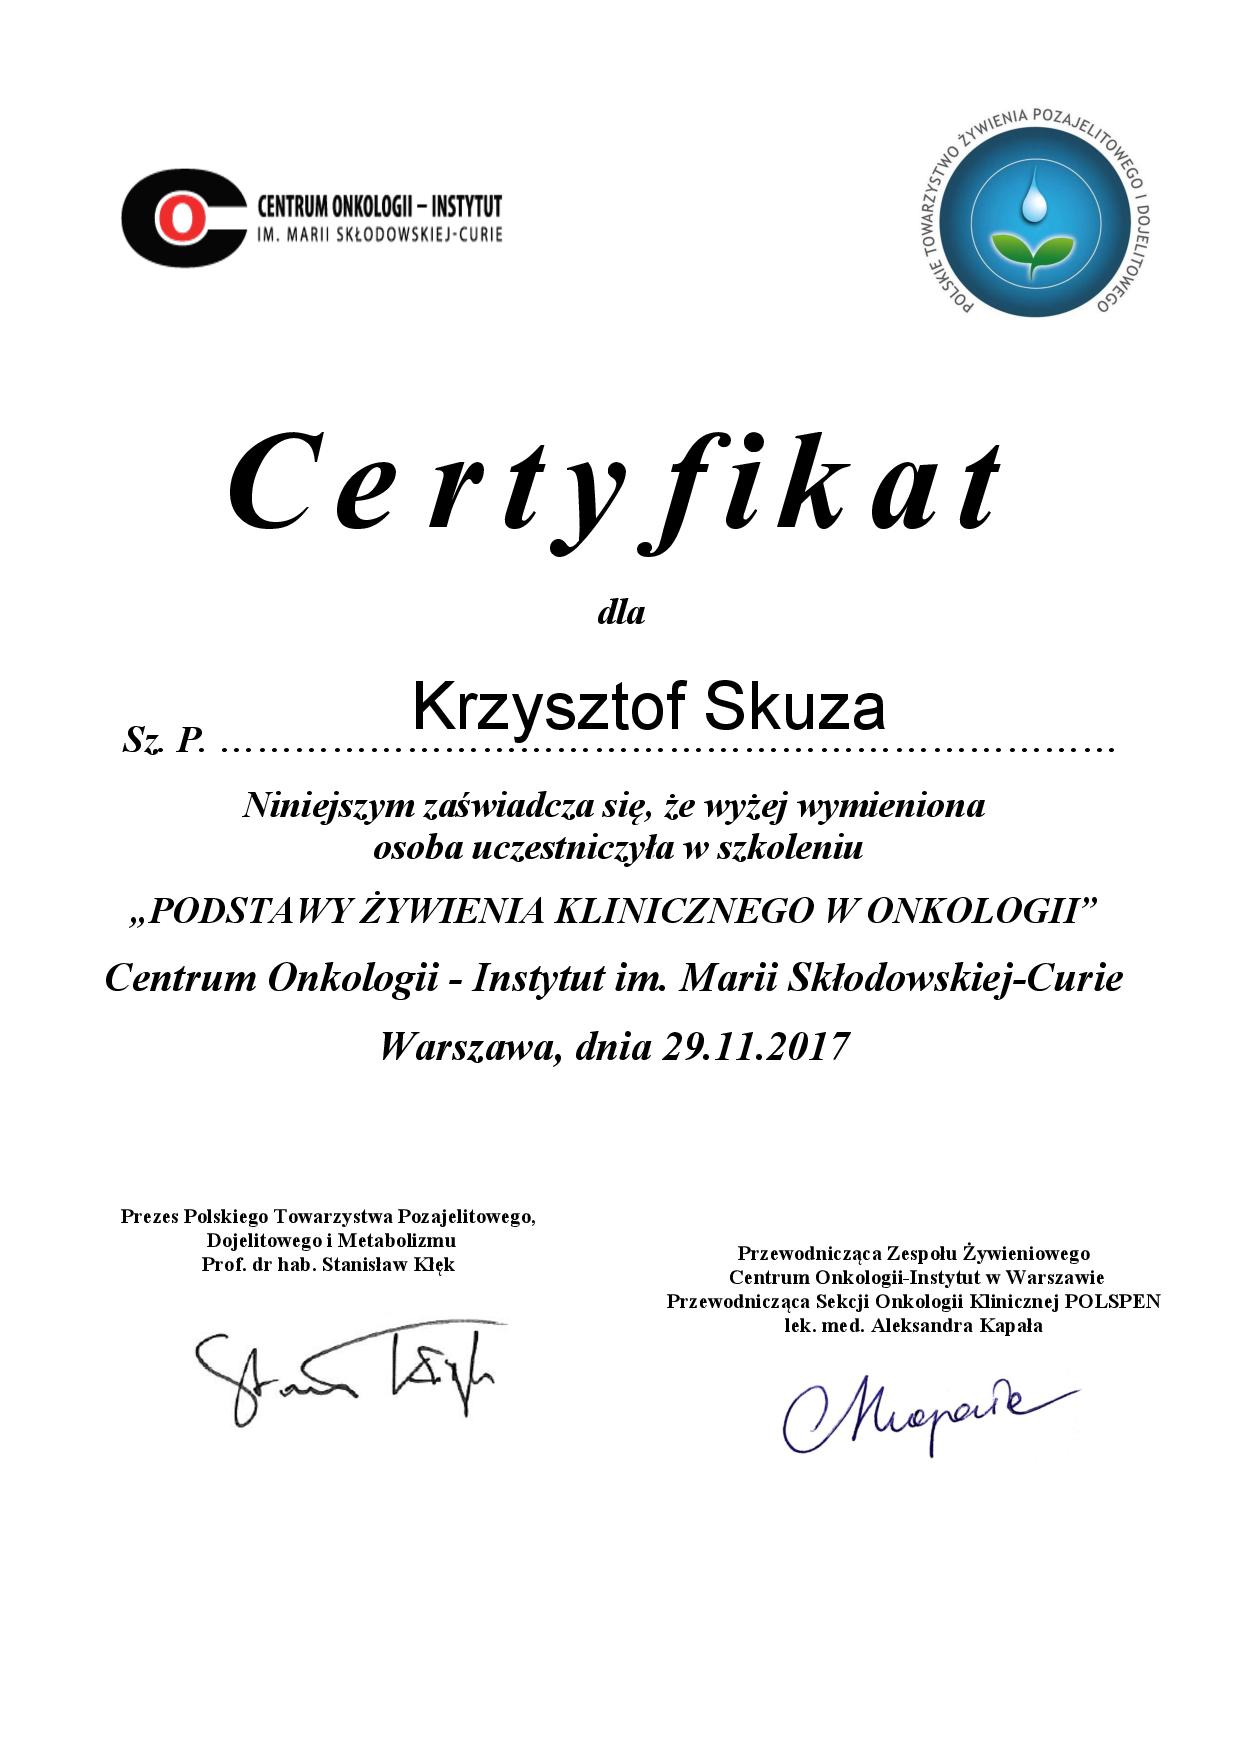 CENTRUM ONKOLOGII – INSTYTUT
IM. MARII SKŁODOWSKIEJ-CURIE
POLSKIE TOWARZYSTWO ŻYWIENIA POZAJELITOWEGO I DOJELITOWEGO
Certyfikat
dla
Krzysztof Skuza
Sz. P. ……………………………………………………………
Niniejszym zaświadcza się, że wyżej wymieniona
osoba uczestniczyła w szkoleniu
„PODSTAWY ŻYWIENIA KLINICZNEGO W ONKOLOGII”
Centrum Onkologii - Instytut im. Marii Skłodowskiej-Curie
Warszawa, dnia 29.11.2017
Prezes Polskiego Towarzystwa Pozajelitowego,
Dojelitowego i Metabolizmu
Prof. dr hab. Stanisław Kłęk
Przewodnicząca Zespołu Żywieniowego
Centrum Onkologii-Instytut w Warszawie
Przewodnicząca Sekcji Onkologii Klinicznej POLSPEN
lek. med. Aleksandra Kapała